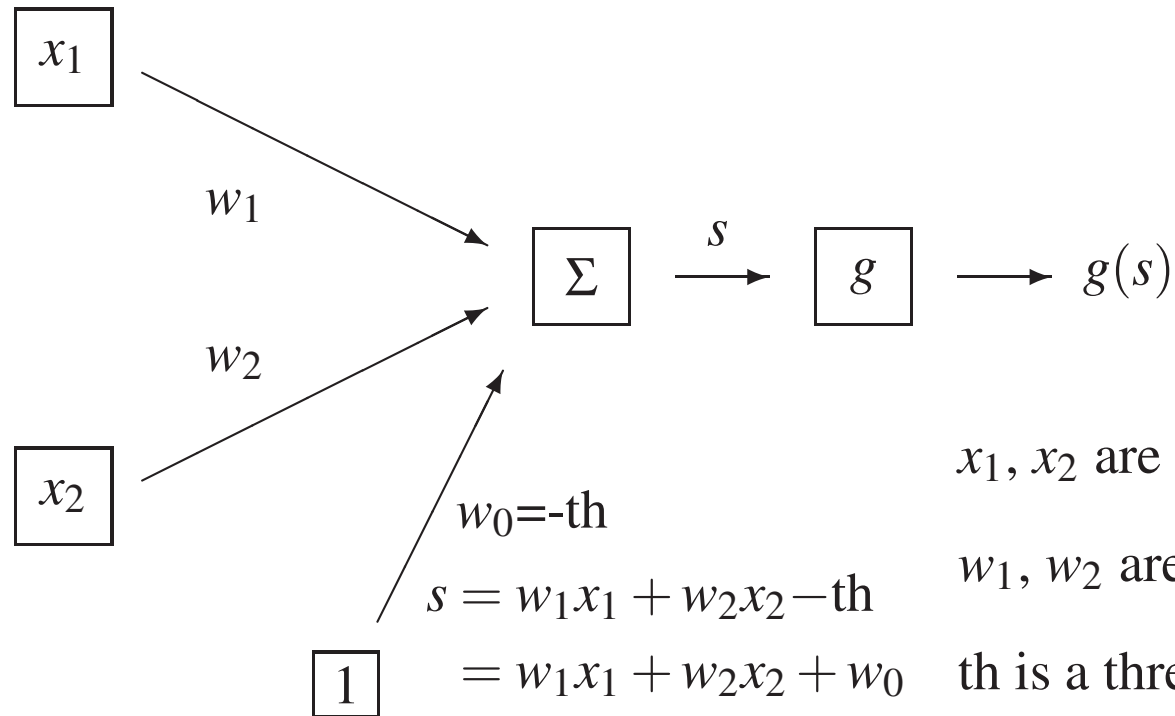 x₁
w₁
s
Σ
g
g(s)
w₂
x₂
x₁, x₂ are
w₀=-th
w₁, w₂ are
s = w₁x₁ + w₂x₂−th
1
= w₁x₁ + w₂x₂ + w₀
th is a